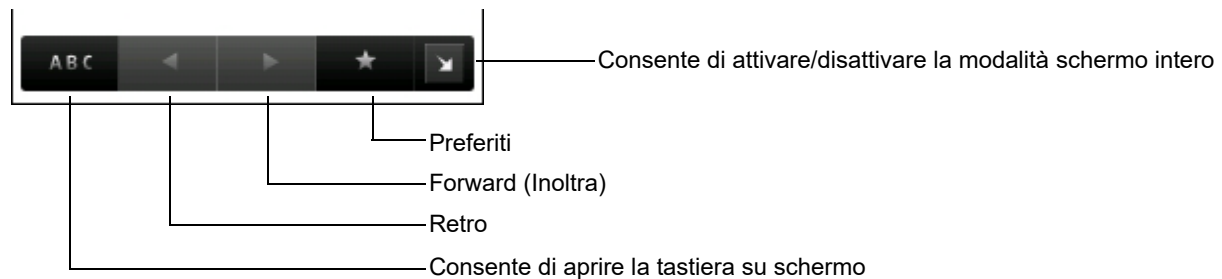 ABC
Consente di attivare/disattivare la modalità schermo intero
Preferiti
Forward (Inoltra)
Retro
Consente di aprire la tastiera su schermo